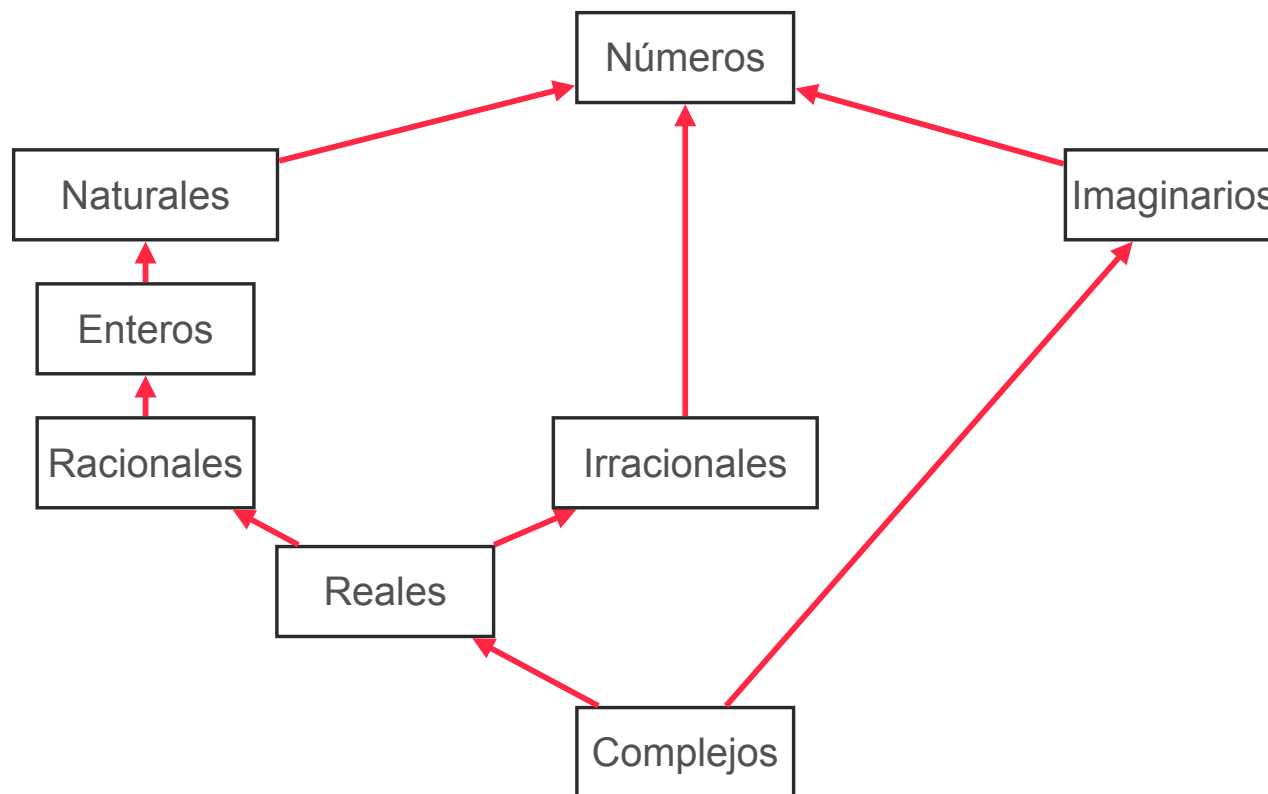 Números
Naturales
Imaginarios
Enteros
Racionales
Irracionales
Reales
Complejos